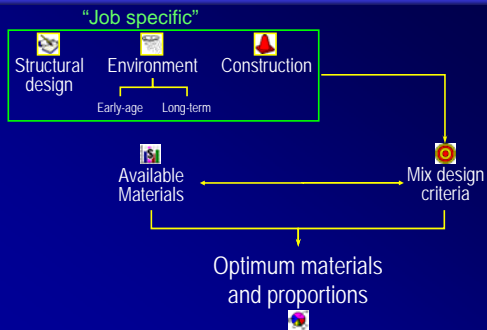 “Job specific”
Structural
design
Environment
Construction
Early-age
Long-term
Available
Materials
Mix design
criteria
Optimum materials
and proportions